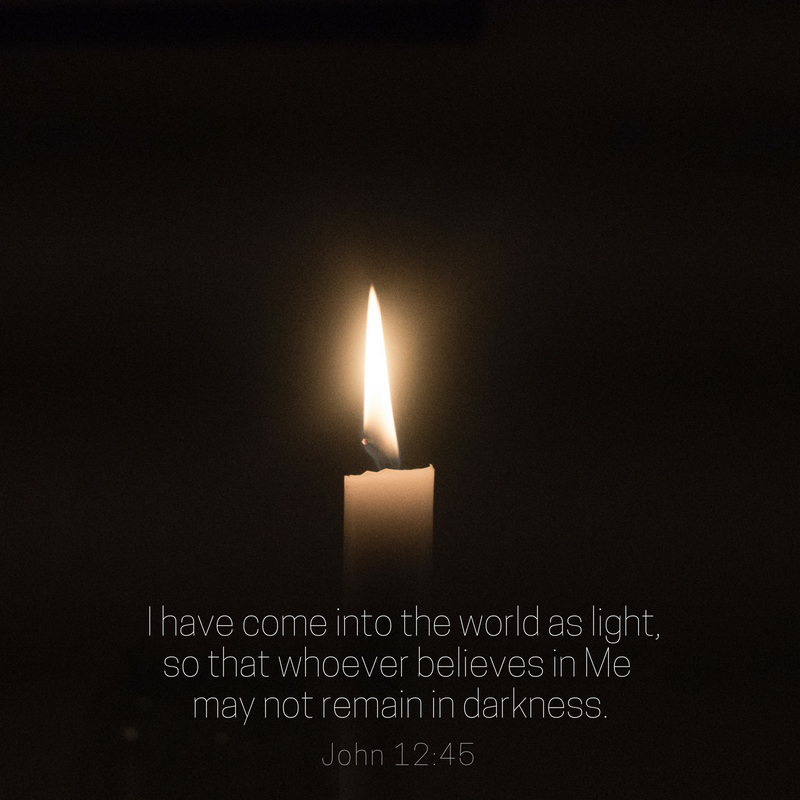 I have come into the world as light,
so that whoever believes in Me
may not remain in darkness.
John 12:45